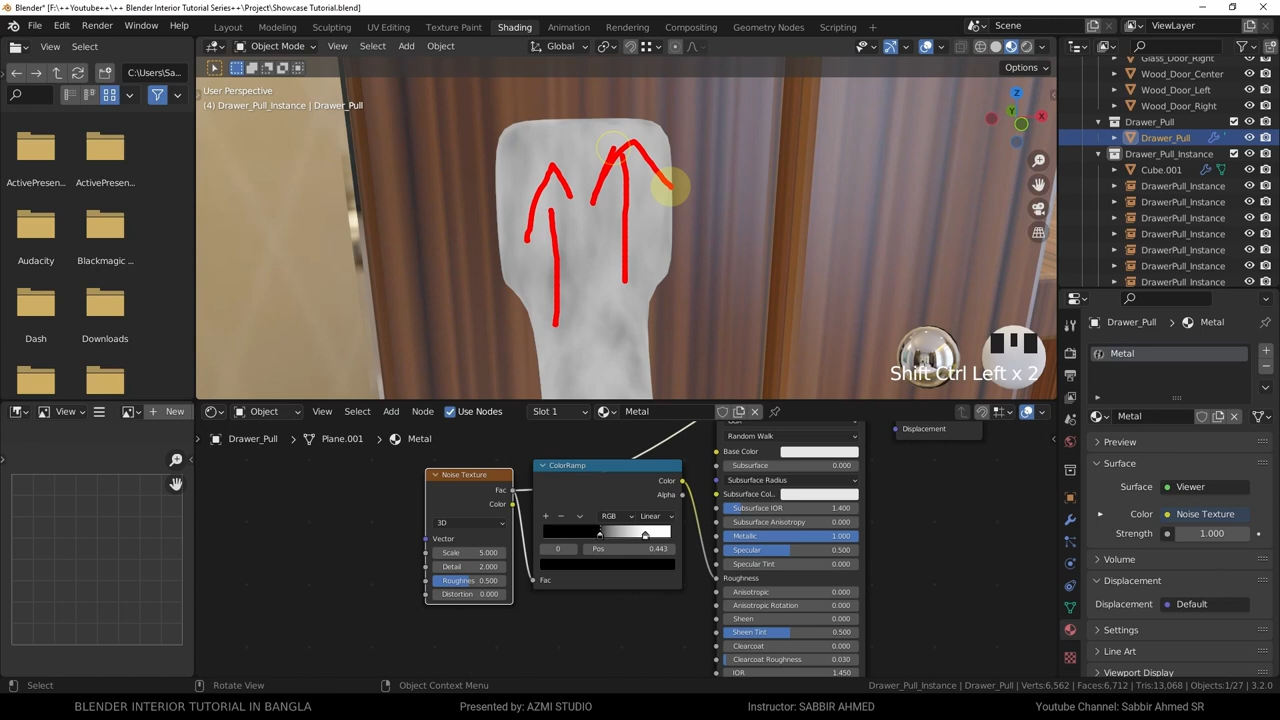 Blender* [F:\++Youtube++\++ Blender Interior Tutorial Series++\Project\Showcase Tutorial.blend]
File Edit Render Window Help Layout Modeling Sculpting UV Editing Texture Paint Shading Animation Rendering Compositing Geometry Nodes Scripting Scene ViewLayer
View Select Object Mode View Select Add Object Global
C:\Users\Sa...
Options
User Perspective
(4) Drawer_Pull_Instance | Drawer_Pull
Z
Y
X
Glass_Door_Right
Wood_Door_Center
Wood_Door_Left
Wood_Door_Right
Drawer_Pull
Drawer_Pull
Drawer_Pull_Instance
Cube.001
DrawerPull_Instance
DrawerPull_Instance
DrawerPull_Instance
DrawerPull_Instance
DrawerPull_Instance
DrawerPull_Instance
DrawerPull_Instance
ActivePresen...
ActivePresen...
Audacity
Blackmagic ...
Dash
Downloads
Shift Ctrl Left x 2
Drawer_Pull Metal
Metal
Metal
Preview
Surface
Surface Viewer
Color Noise Texture
Strength 1.000
Volume
Displacement
Displacement Default
Settings
Line Art
Viewport Display
View New
Object View Select Add Node Use Nodes Slot 1 Metal
Drawer_Pull > Plane.001 > Metal
Noise Texture
Fac
Color
3D
Vector
Scale 5.000
Detail 2.000
Roughness 0.500
Distortion 0.000
ColorRamp
Color
Alpha
RGB Linear
0 Pos 0.443
Fac
Displacement
Random Walk
Base Color
Subsurface 0.000
Subsurface Radius
Subsurface Col..
Subsurface IOR 1.400
Subsurface Anisotropy 0.000
Metallic 1.000
Specular 0.500
Specular Tint 0.000
Roughness
Anisotropic 0.000
Anisotropic Rotation 0.000
Sheen 0.000
Sheen Tint 0.500
Clearcoat 0.000
Clearcoat Roughness 0.030
IOR 1.450
Select Rotate View Object Context Menu Drawer_Pull_Instance | Drawer_Pull | Verts:6,562 | Faces:6,712 | Tris:13,068 | Objects:1/27 | 3.2.0
BLENDER INTERIOR TUTORIAL IN BANGLA Presented by: AZMI STUDIO Instructor: SABBIR AHMED Youtube Channel: Sabbir Ahmed SR